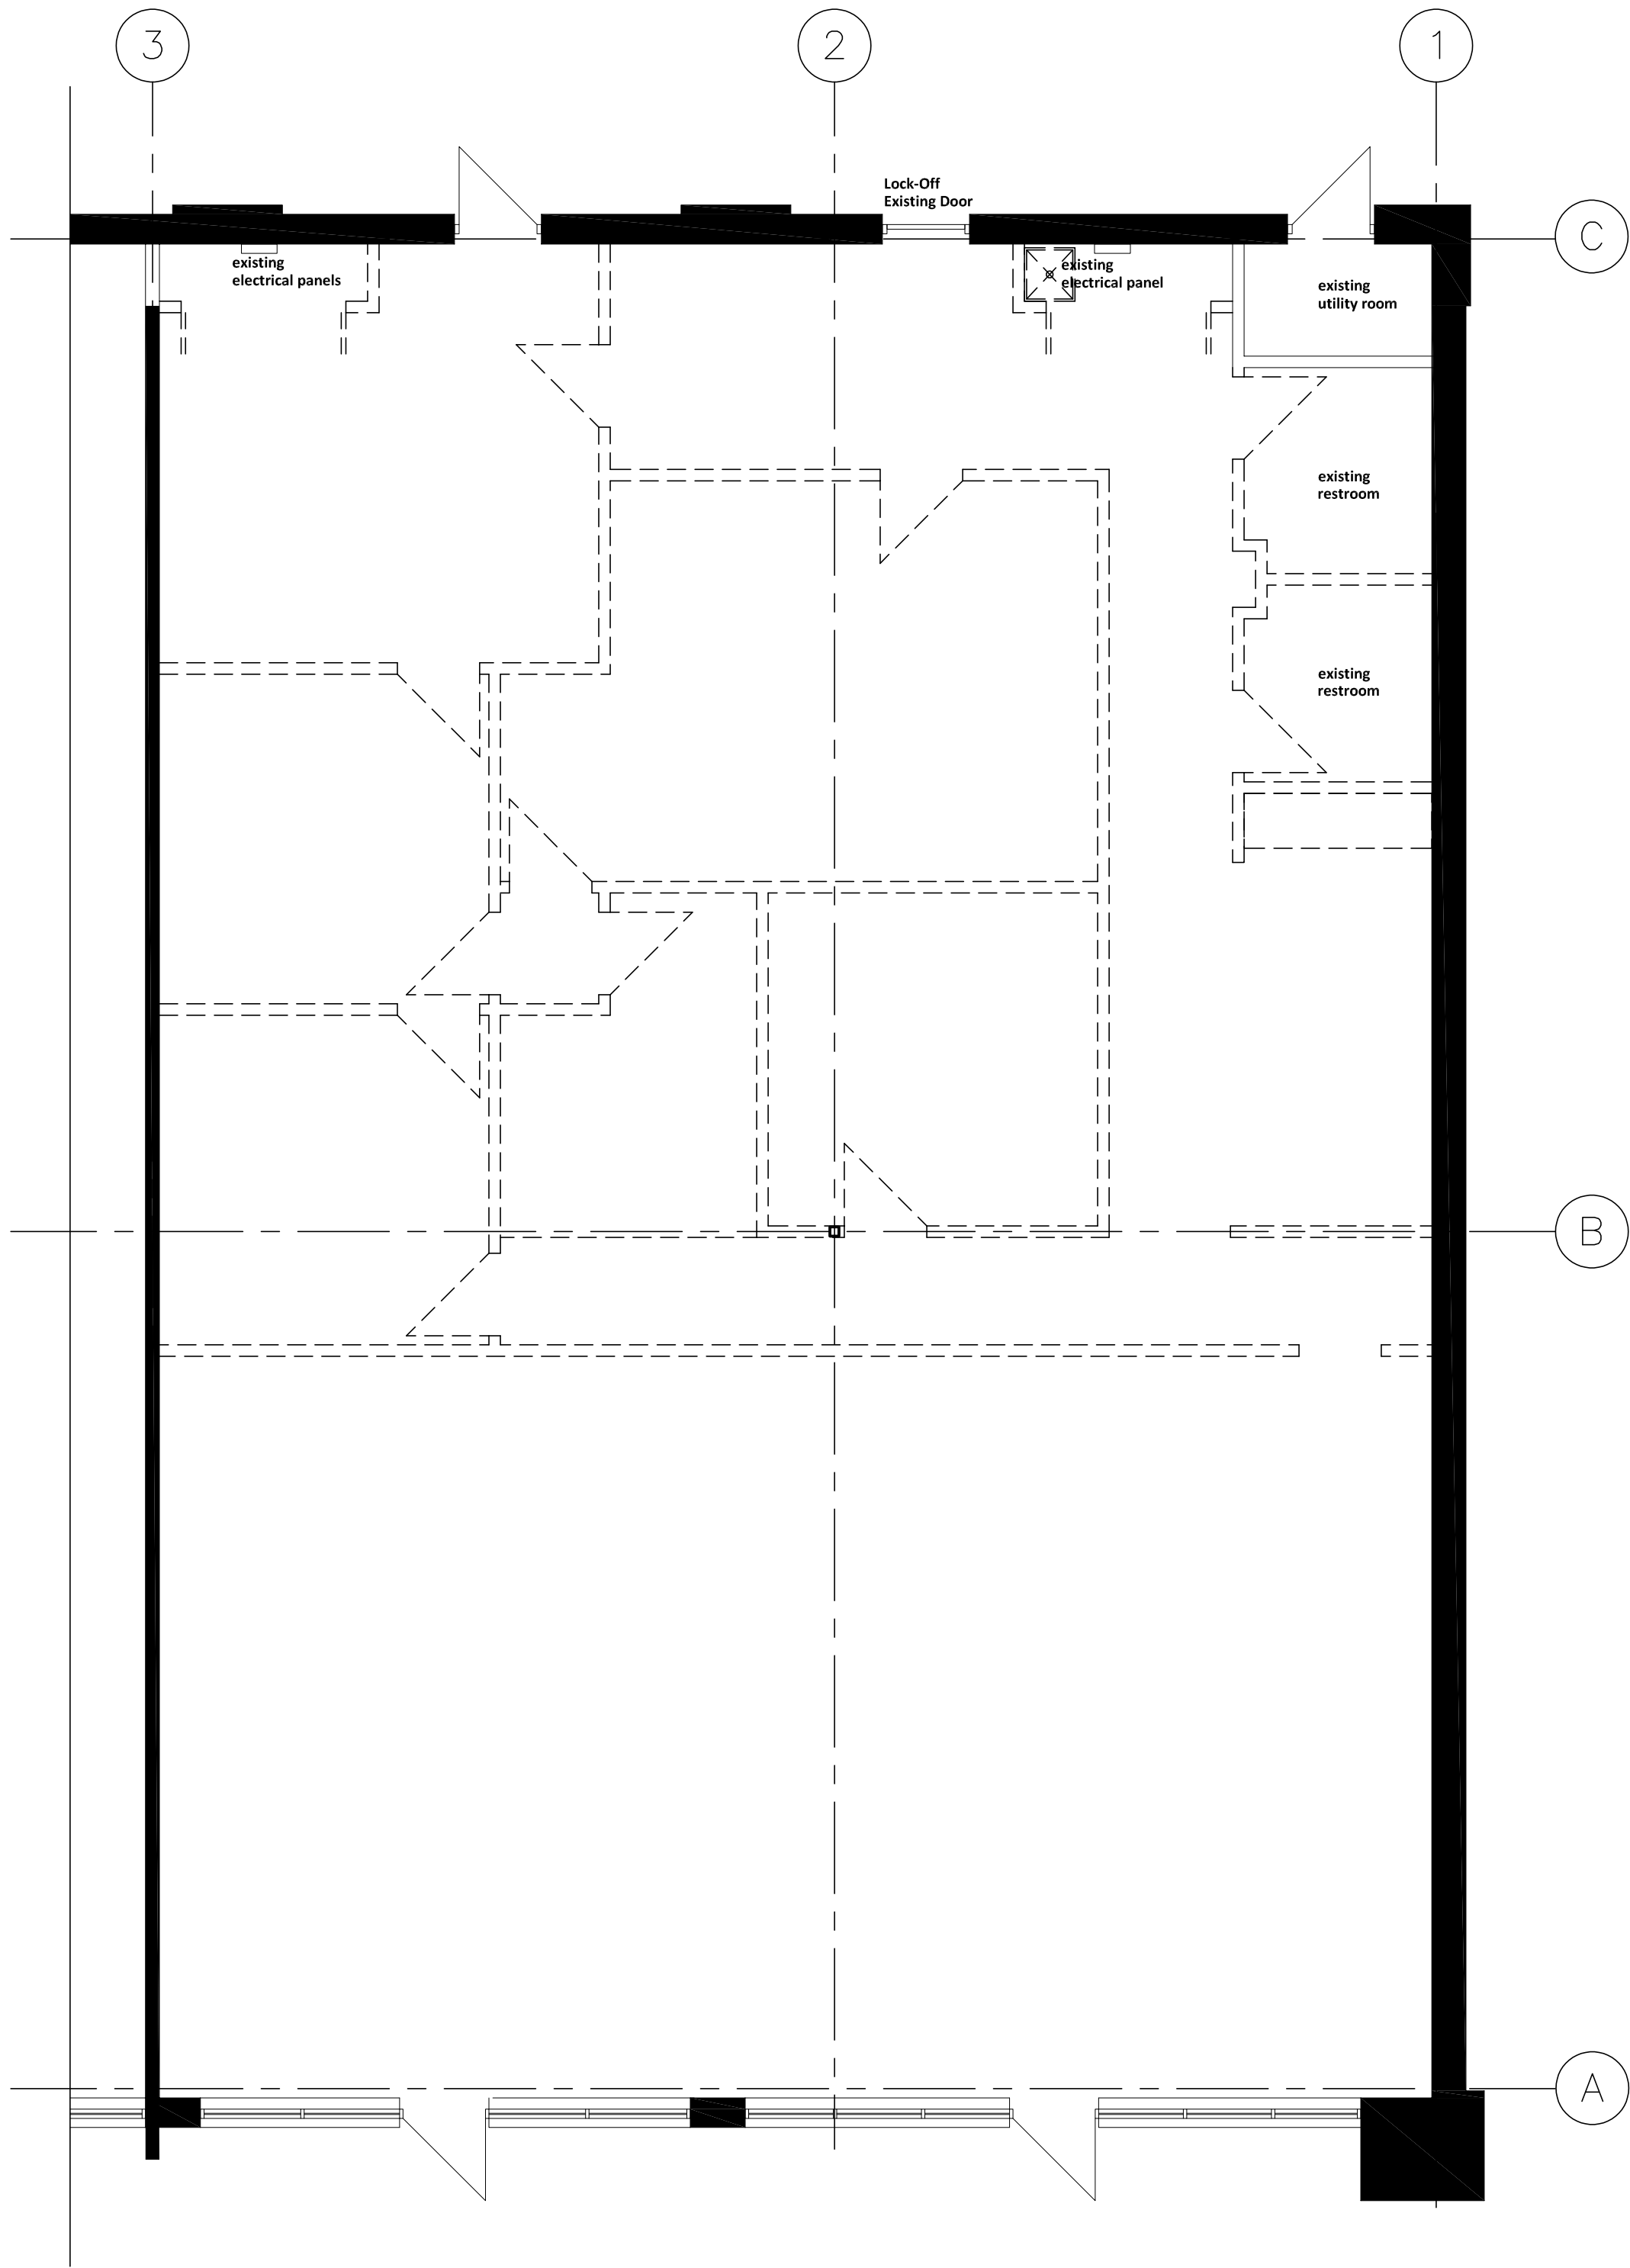 3
2
1
Lock-Off
Existing Door
C
existing
electrical panels
existing
electrical panel
existing
utility room
existing
restroom
existing
restroom
B
A